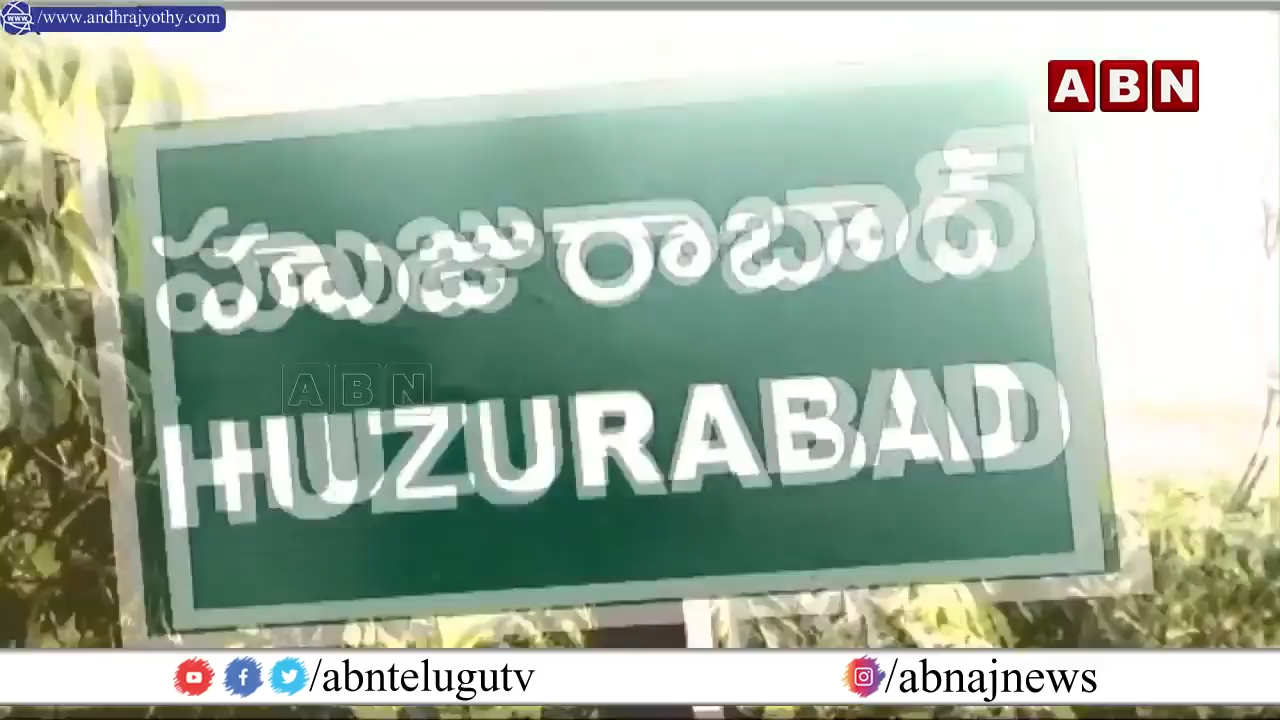 /www.andhrajyothy.com
ABN
హుజురాబాద్
ABN
HUZURABAD
/abntelugutv
/abnajnews